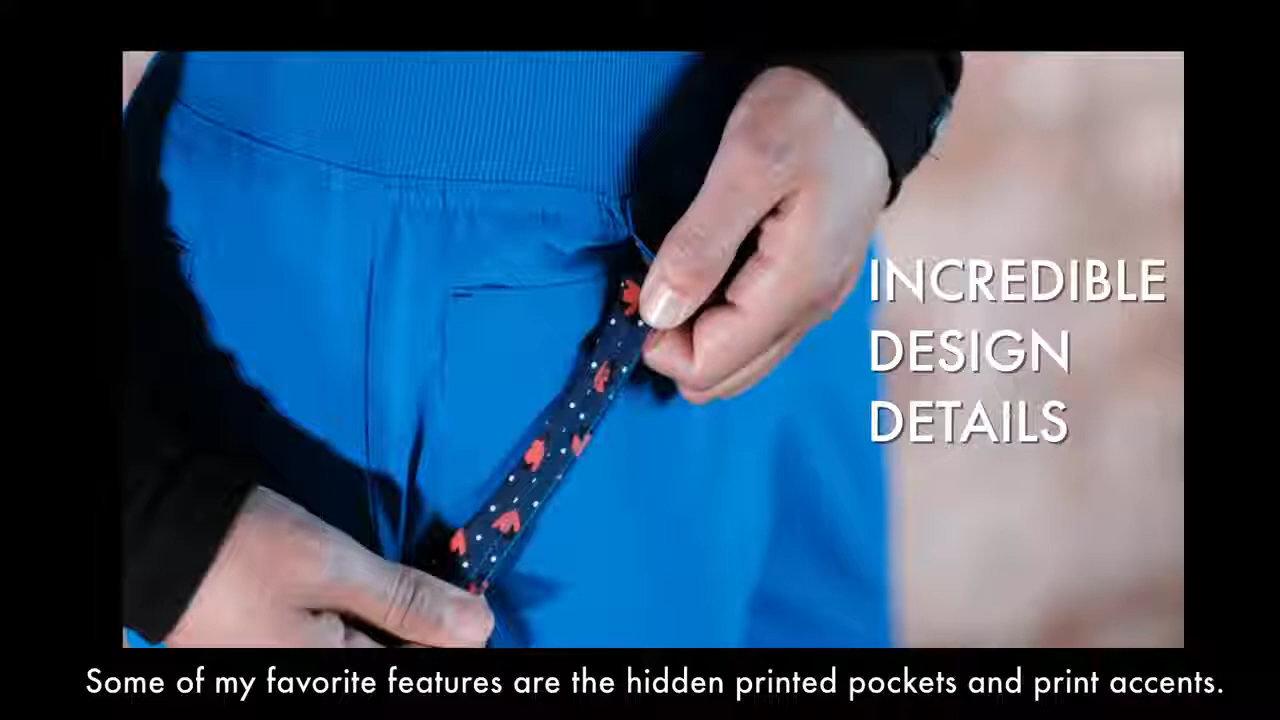 INCREDIBLE
DESIGN
DETAILS
Some of my favorite features are the hidden printed pockets and print accents.